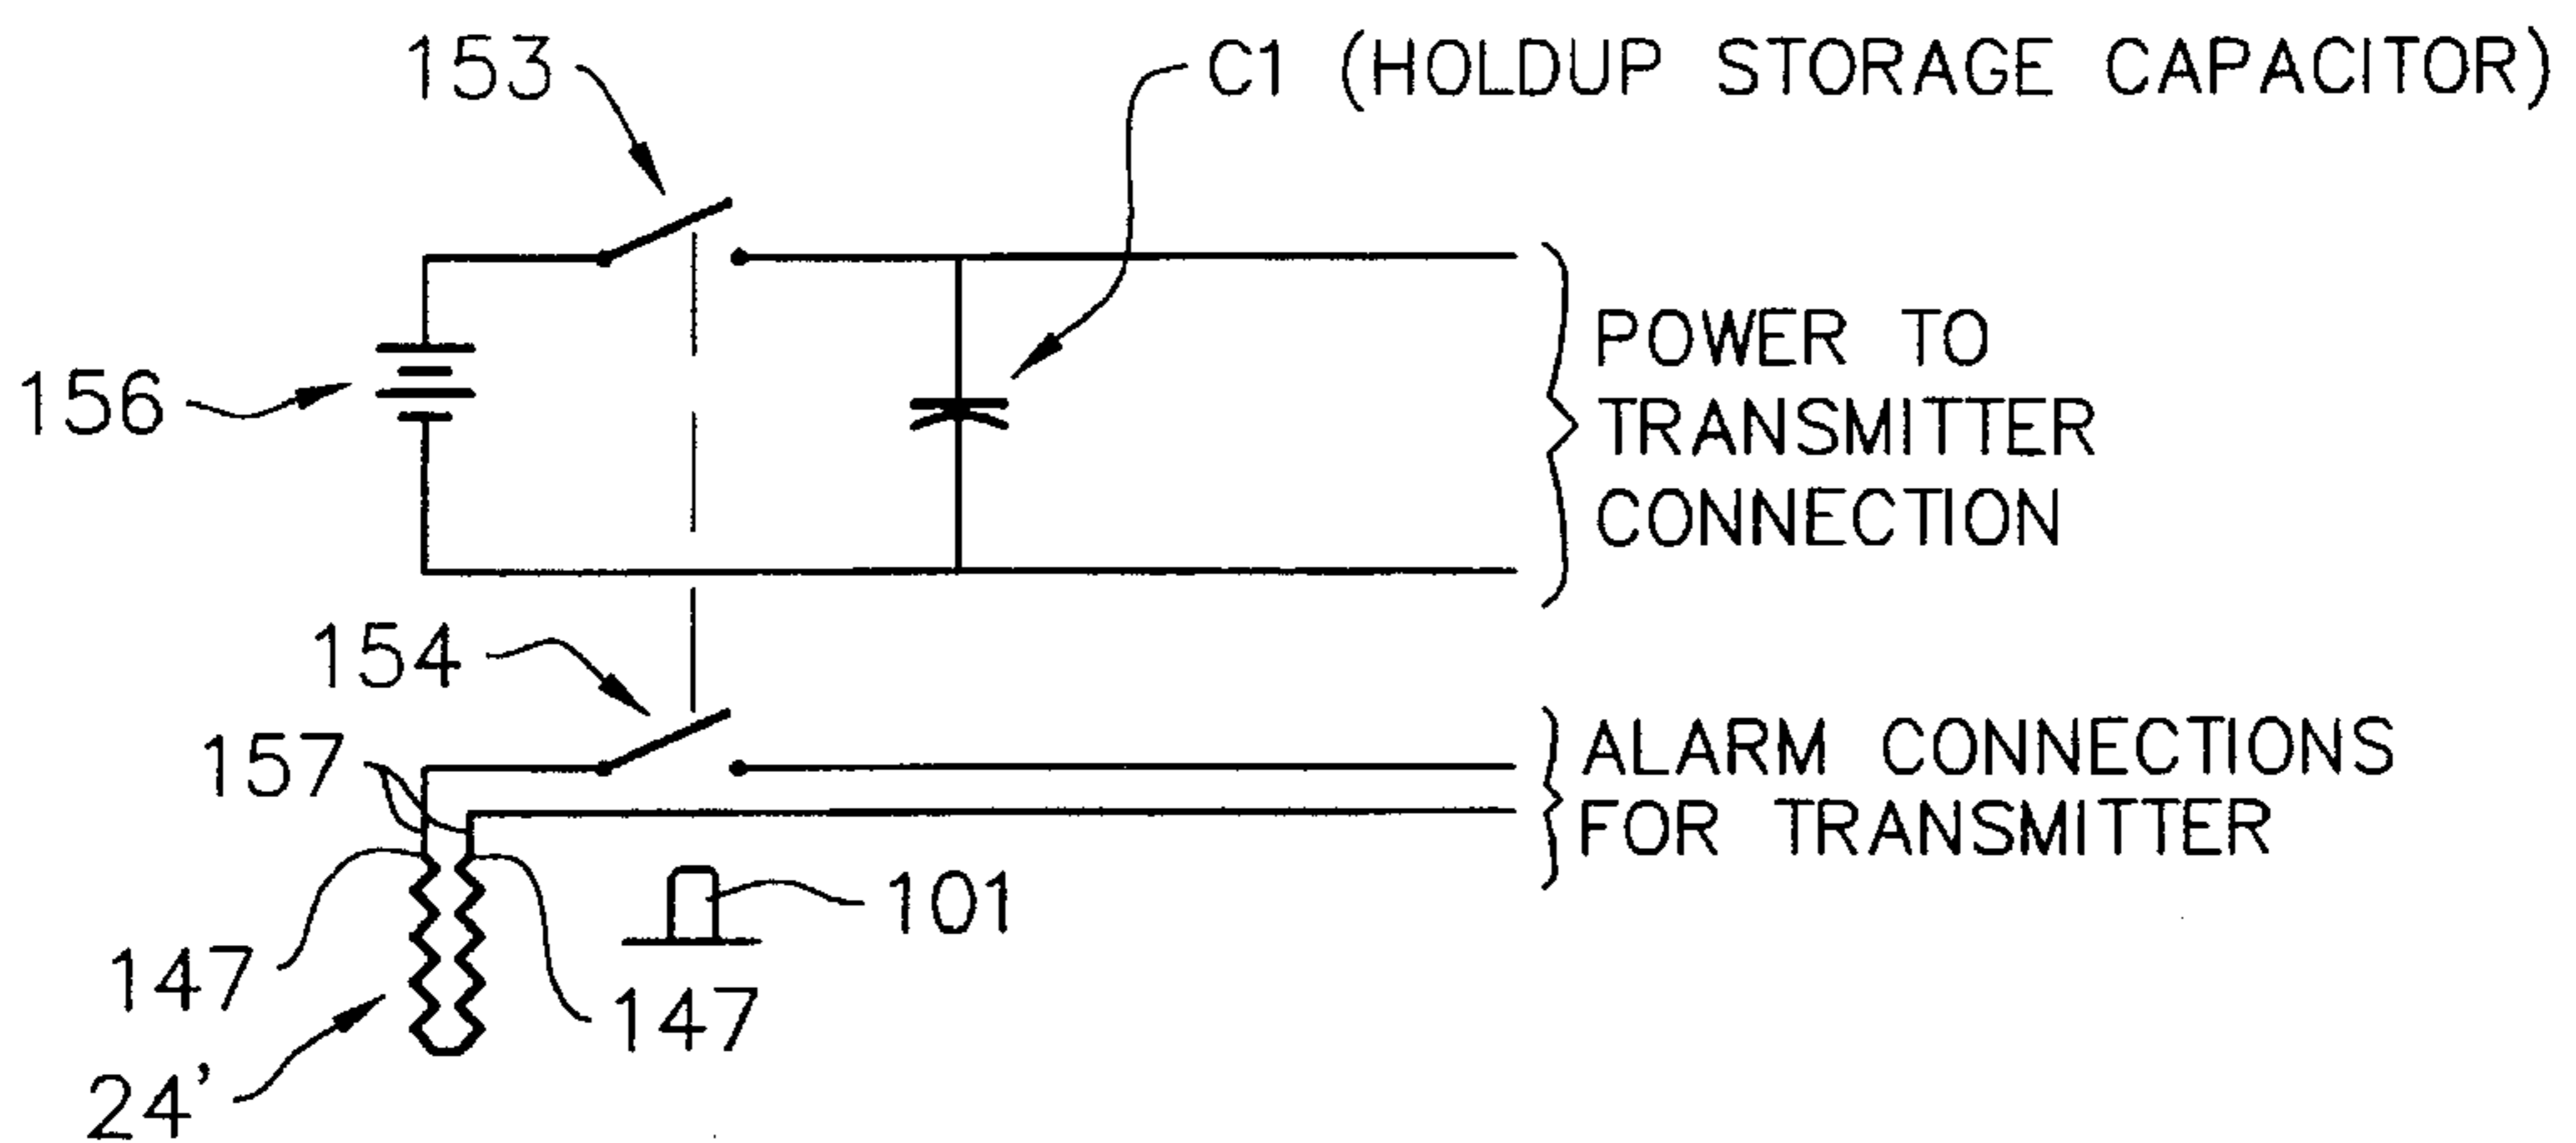 153
C1 (HOLDUP STORAGE CAPACITOR)
156
POWER TO
TRANSMITTER
CONNECTION
154
157
ALARM CONNECTIONS
FOR TRANSMITTER
101
147
147
24'